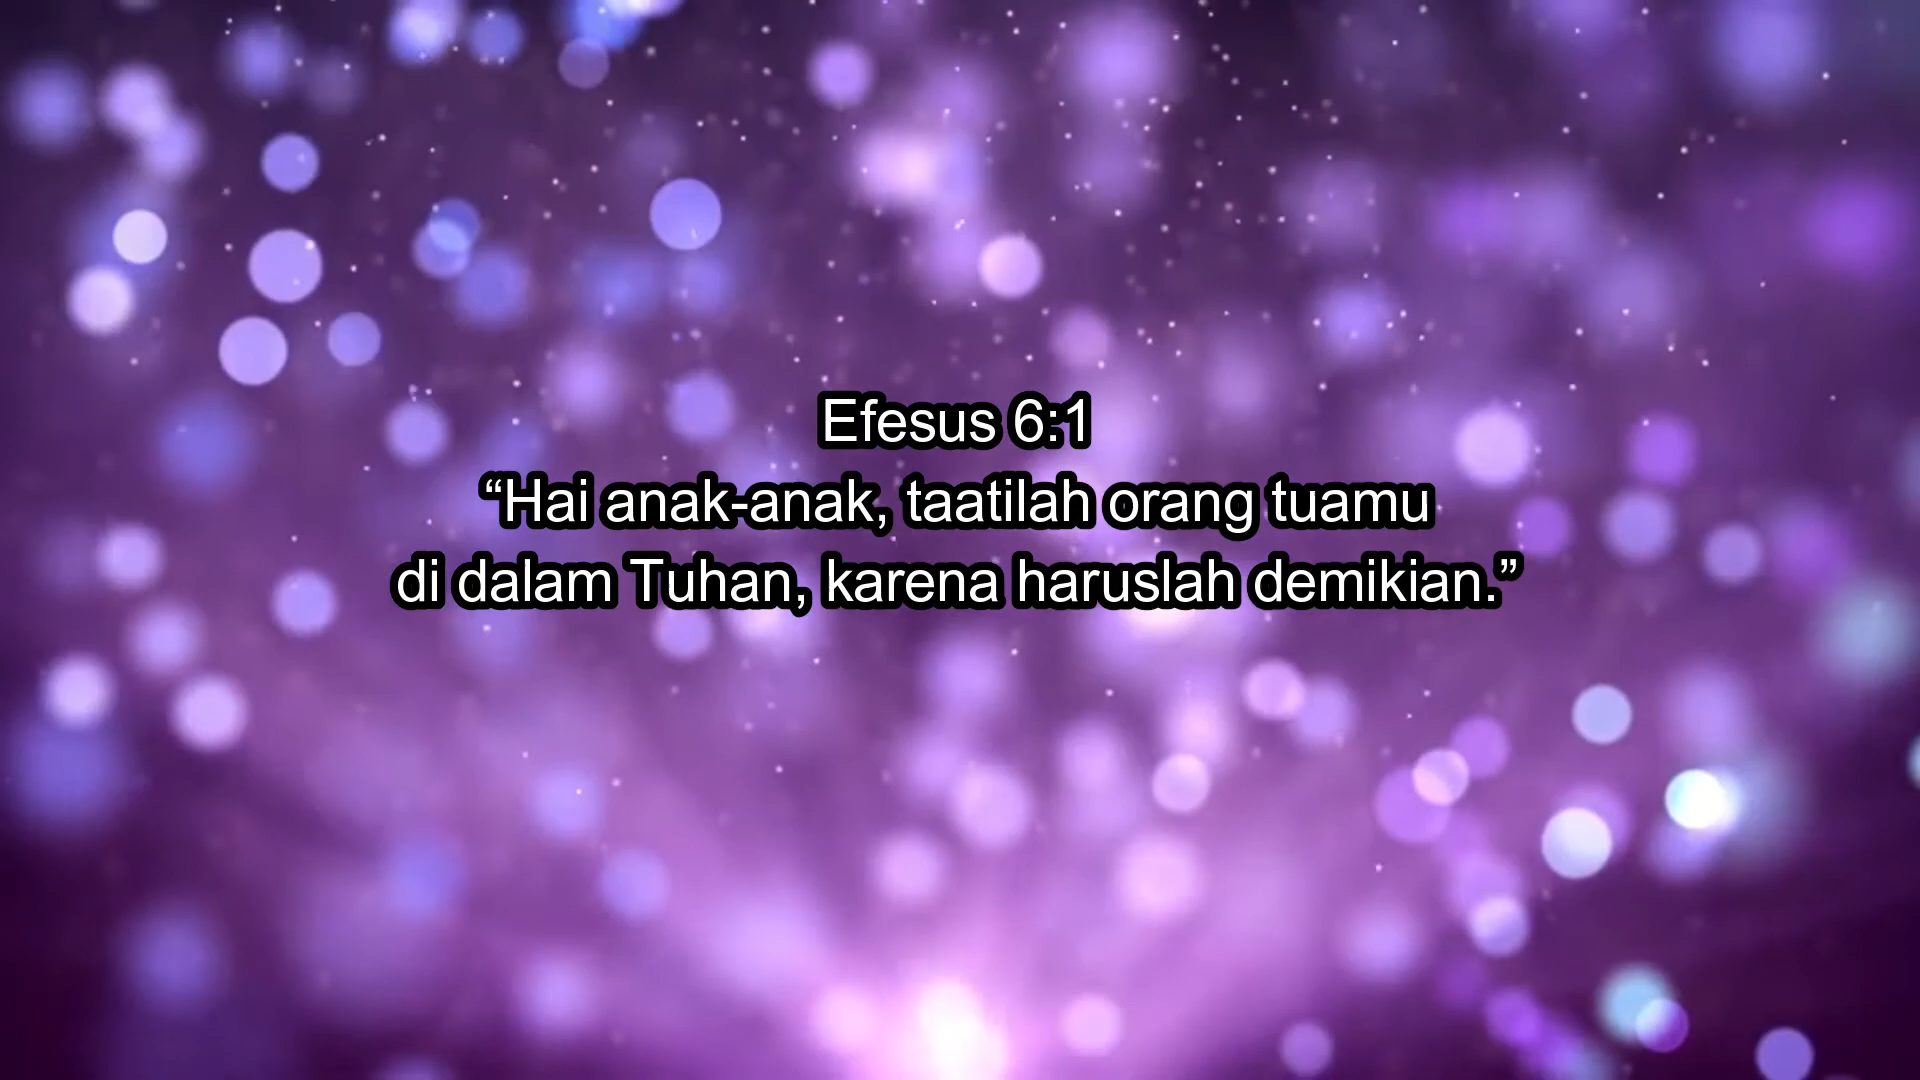 Efesus 6:1
“Hai anak-anak, taatilah orang tuamu
di dalam Tuhan, karena haruslah demikian.”